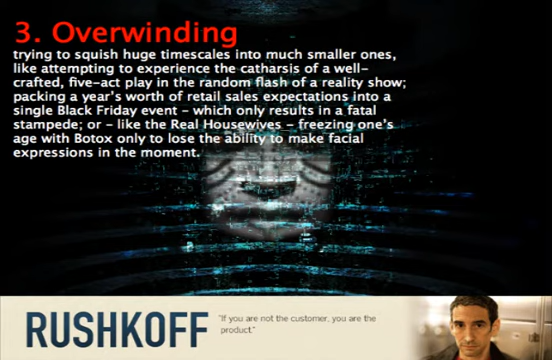 3. Overwinding
trying to squish huge timescales into much smaller ones,
like attempting to experience the catharsis of a well-
crafted, five-act play in the random flash of a reality show;
packing a year's worth of retail sales expectations into a
single Black Friday event – which only results in a fatal
stampede; or – like the Real Housewives – freezing one's
age with Botox only to lose the ability to make facial
expressions in the moment.
RUSHKOFF
"If you are not the customer, you are the
product."